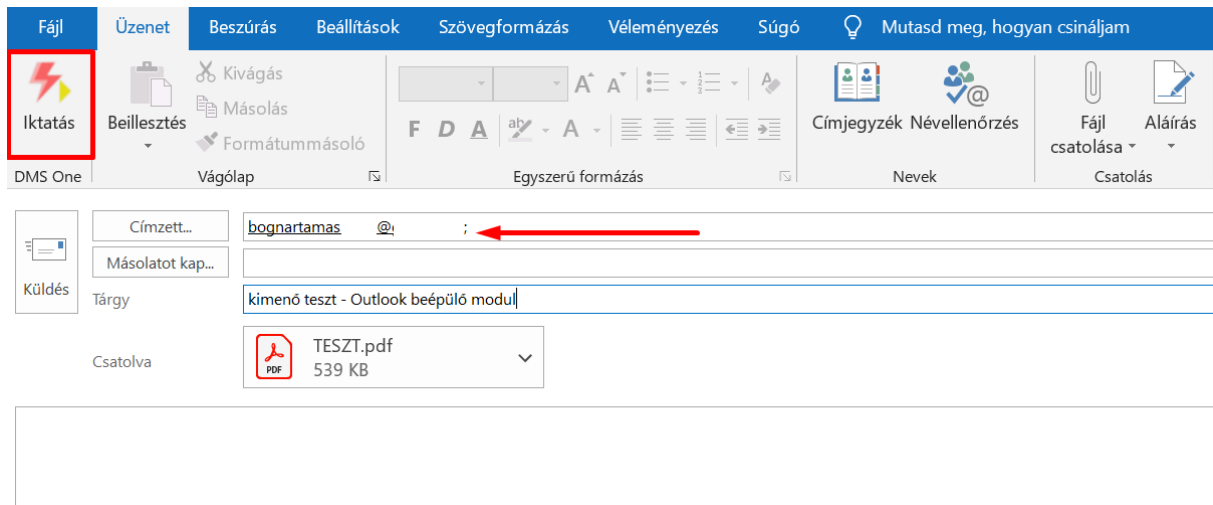 Fájl Üzenet Beszúrás Beállítások Szövegformázás Véleményezés Súgó Mutasd meg, hogyan csináljam
Iktatás
Beillesztés
Kivágás
Másolás
Formátummásoló
F D A ab A
A A
Címjegyzék Névellenőrzés
Fájl csatolása
Aláírás
DMS One Vágólap Egyszerű formázás Nevek Csatolás
Küldés
Címzett... bognartamas @ ;
Másolatot kap...
Tárgy kimenő teszt - Outlook beépülő modul
Csatolva
PDF
TESZT.pdf
539 KB